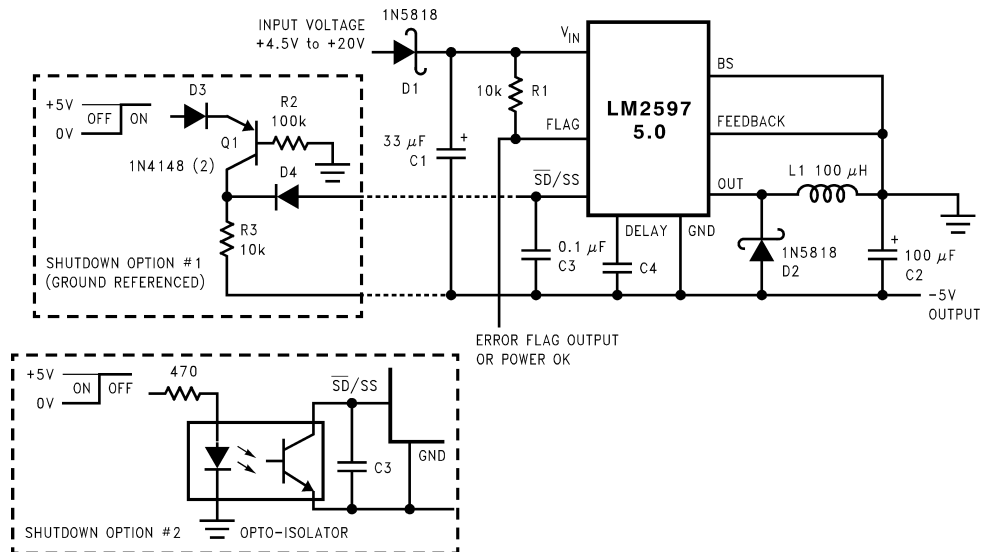 1N5818
INPUT VOLTAGE
+4.5V to +20V
D1
VIN
10k R1
FLAG
33 µF
C1
+
SD/SS
LM2597
5.0
BS
FEEDBACK
OUT
DELAY
GND
L1 100 µH
0.1 µF
C3
C4
1N5818
D2
+
100 µF
C2
-5V
OUTPUT
ERROR FLAG OUTPUT
OR POWER OK
+5V
0V
OFF
ON
D3
R2
100k
Q1
1N4148 (2)
D4
R3
10k
SHUTDOWN OPTION #1
(GROUND REFERENCED)
+5V
0V
ON
OFF
470
SD/SS
C3
GND
SHUTDOWN OPTION #2
OPTO-ISOLATOR